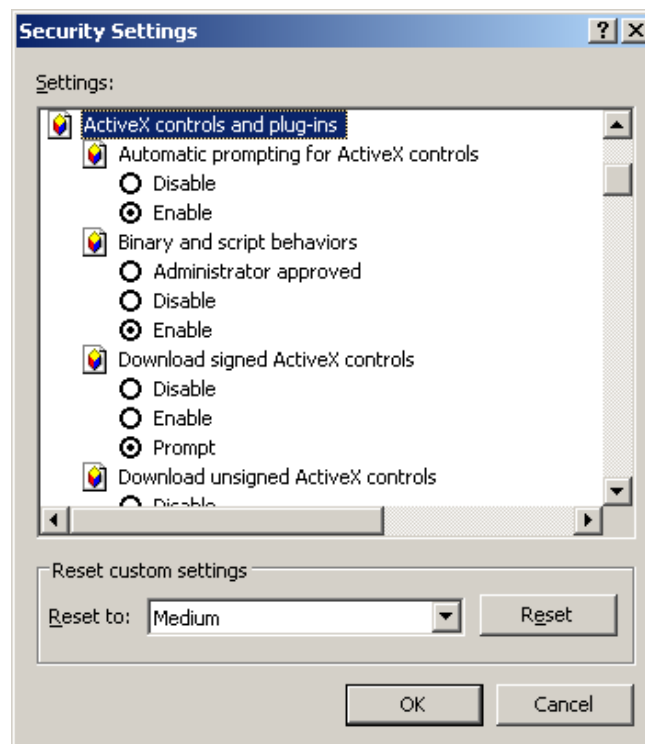 Security Settings
Settings:
ActiveX controls and plug-ins
Automatic prompting for ActiveX controls
Disable
Enable
Binary and script behaviors
Administrator approved
Disable
Enable
Download signed ActiveX controls
Disable
Enable
Prompt
Download unsigned ActiveX controls
Disable
Reset custom settings
Reset to: Medium Reset
OK Cancel